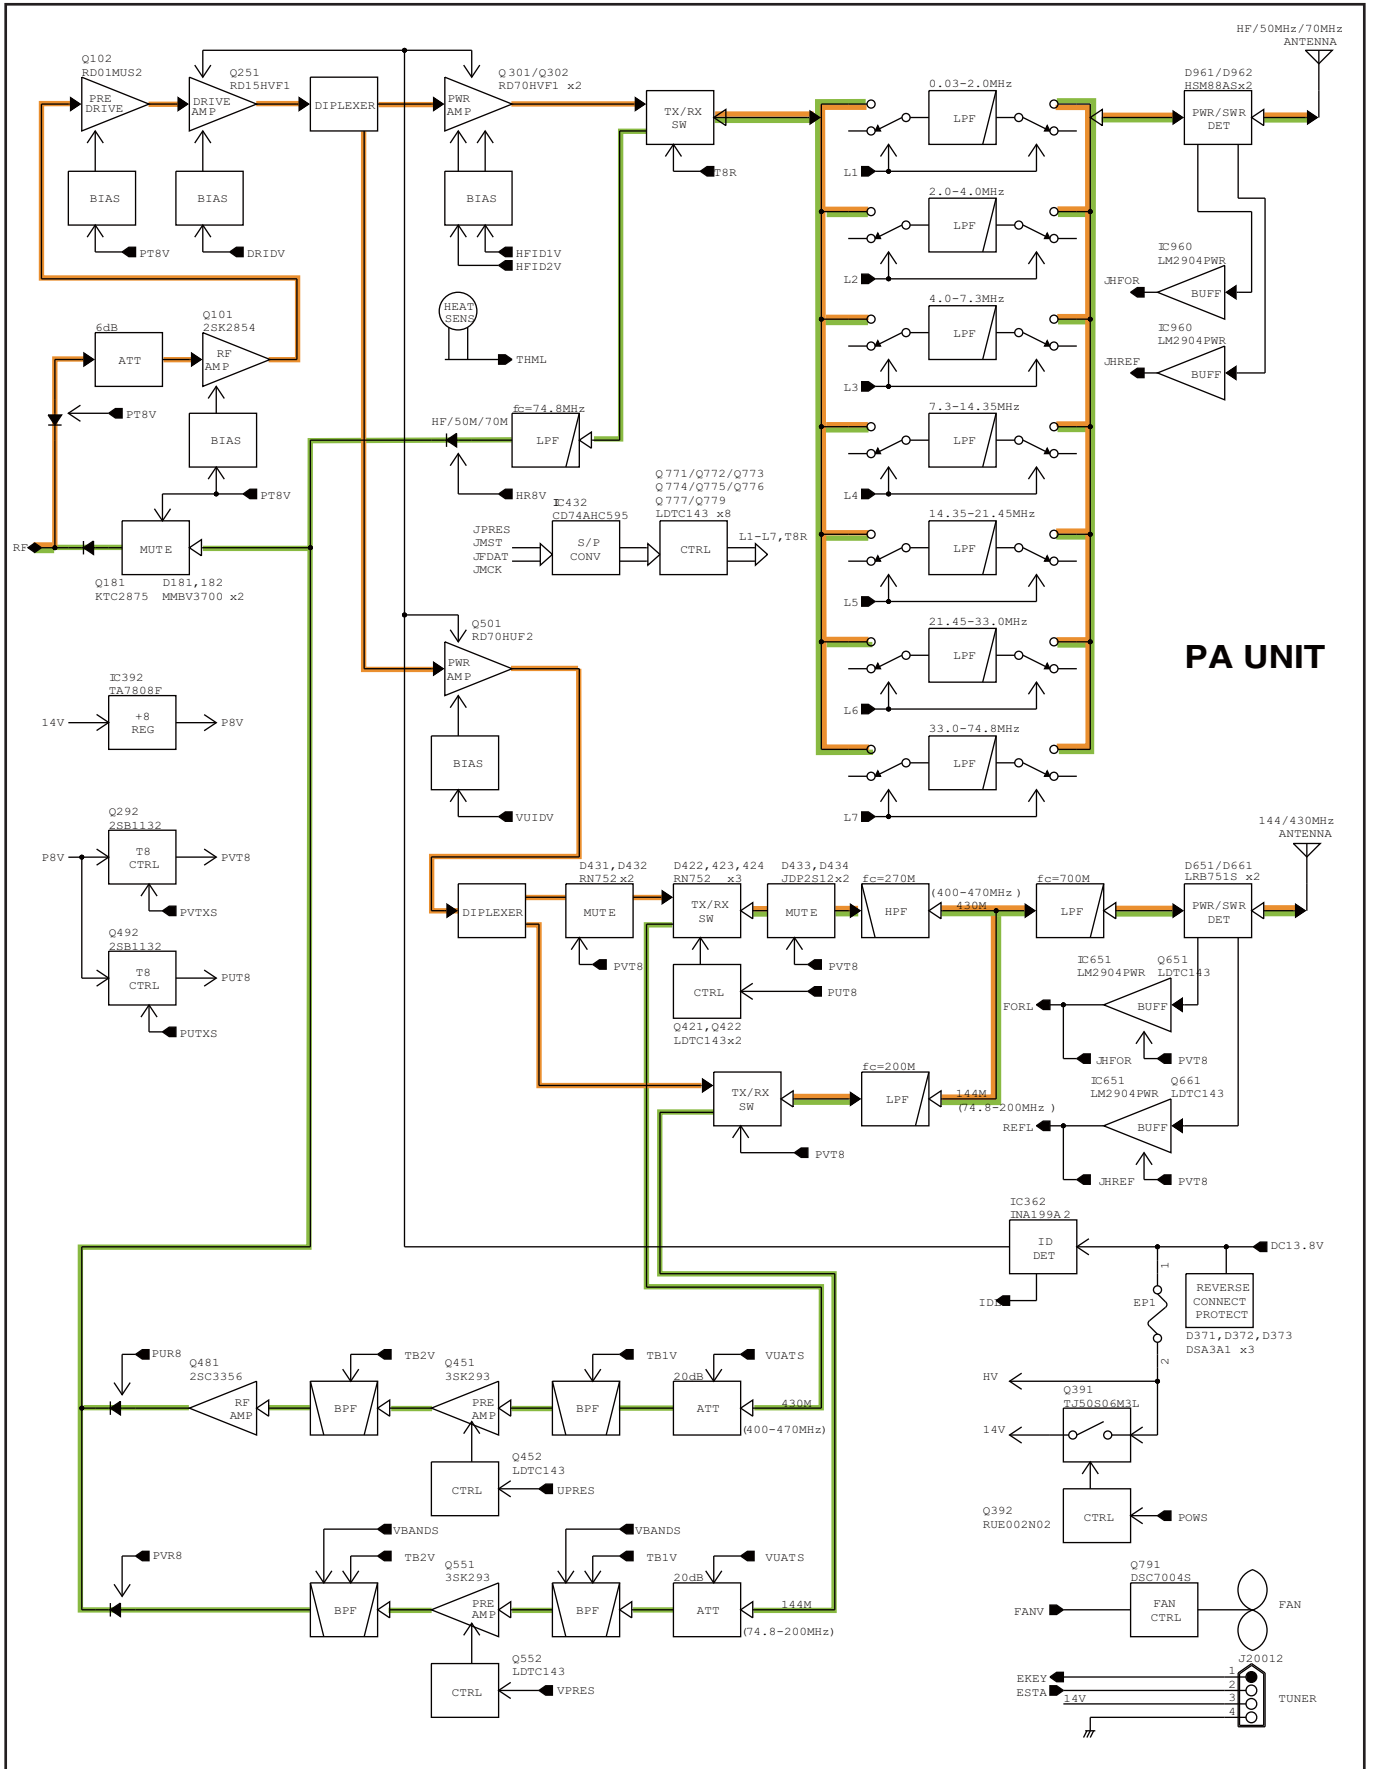 HF/50MHz/70MHz
ANTENNA
Q102
RD01MUS2
PRE
DRIVE
Q251
RD15HVF1
DRIVE
AMP
DIPLEXER
Q301/Q302
RD70HVF1 x2
PWR
AMP
TX/RX
SW
T8R
BIAS
PT8V
BIAS
DRIDV
BIAS
HFID1V
HFID2V
0.03-2.0MHz
LPF
L1
2.0-4.0MHz
LPF
L2
4.0-7.3MHz
LPF
L3
7.3-14.35MHz
LPF
L4
14.35-21.45MHz
LPF
L5
21.45-33.0MHz
LPF
L6
33.0-74.8MHz
LPF
L7
D961/D962
HSM88ASx2
PWR/SWR
DET
IC960
LM2904PWR
JHFOR
BUFF
IC960
LM2904PWR
JHREF
BUFF
6dB
ATT
Q101
2SK2854
RF
AMP
PT8V
BIAS
PT8V
HEAT
SENS
THML
HF/50M/70M
fc=74.8MHz
LPF
HR8V
RF
MUTE
Q181
KTC2875
D181,182
MMBV3700 x2
IC432
CD74AHC595
JPRES
JMST
JFDAT
JMCK
S/P
CONV
Q771/Q772/Q773
Q774/Q775/Q776
Q777/Q779
LDTC143 x8
CTRL
L1-L7,T8R
PA UNIT
Q501
RD70HUF2
PWR
AMP
BIAS
VUIDV
IC392
TA7808F
14V
+8
REG
P8V
Q292
2SB1132
P8V
T8
CTRL
PVT8
PVTXS
Q492
2SB1132
T8
CTRL
PUT8
PUTXS
144/430MHz
ANTENNA
DIPLEXER
D431,D432
RN752x2
MUTE
PVT8
D422,423,424
RN752 x3
TX/RX
SW
CTRL
PUT8
Q421,Q422
LDTC143x2
D433,D434
JDP2S12x2
MUTE
PVT8
fc=270M
HPF
(400-470MHz)
430M
fc=700M
LPF
D651/D661
LRB751S x2
PWR/SWR
DET
IC651
LM2904PWR
Q651
LDTC143
FORL
BUFF
JHFOR
PVT8
IC651
LM2904PWR
Q661
LDTC143
REFL
BUFF
JHREF
PVT8
TX/RX
SW
PVT8
fc=200M
LPF
144M
(74.8-200MHz)
IC362
INA199A2
ID
DET
DC13.8V
1
EP1
2
REVERSE
CONNECT
PROTECT
D371,D372,D373
DSA3A1 x3
HV
Q391
TJ50S06M3L
14V
Q392
RUE002N02
CTRL
POWS
PUR8
Q481
2SC3356
RF
AMP
TB2V
BPF
Q451
3SK293
PRE
AMP
Q452
LDTC143
CTRL
UPRES
TB1V
BPF
VUATS
20dB
ATT
430M
(400-470MHz)
PVR8
VBANDS
TB2V
BPF
Q551
3SK293
PRE
AMP
Q552
LDTC143
CTRL
VPRES
VBANDS
TB1V
BPF
VUATS
20dB
ATT
144M
(74.8-200MHz)
Q791
DSC7004S
FANV
FAN
CTRL
FAN
J20012
EKEY
ESTA
14V
1
2
3
4
TUNER